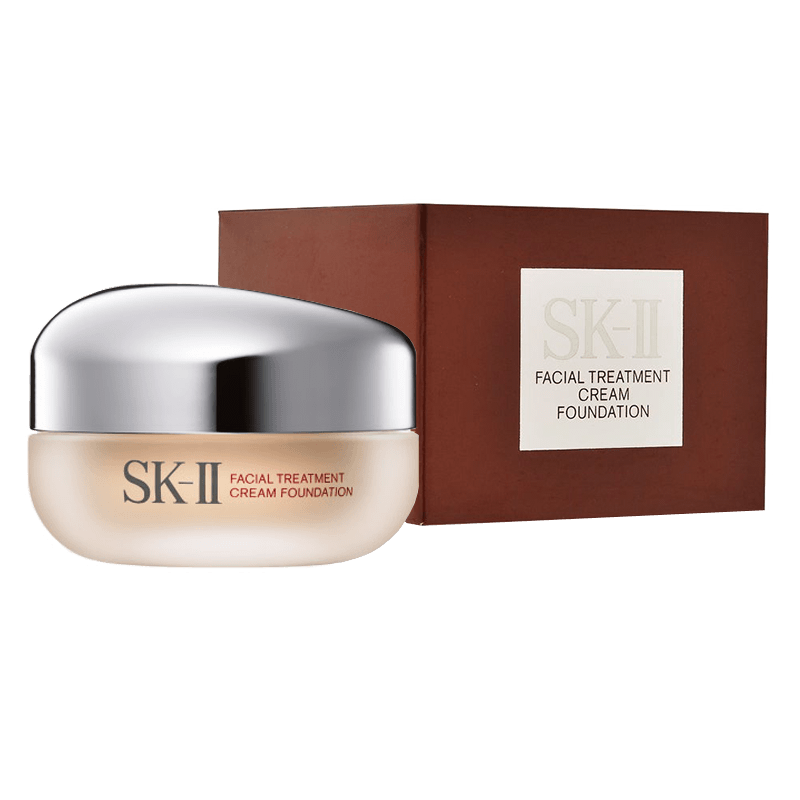 SK-II
FACIAL TREATMENT
CREAM FOUNDATION
SK-II
FACIAL TREATMENT
CREAM
FOUNDATION